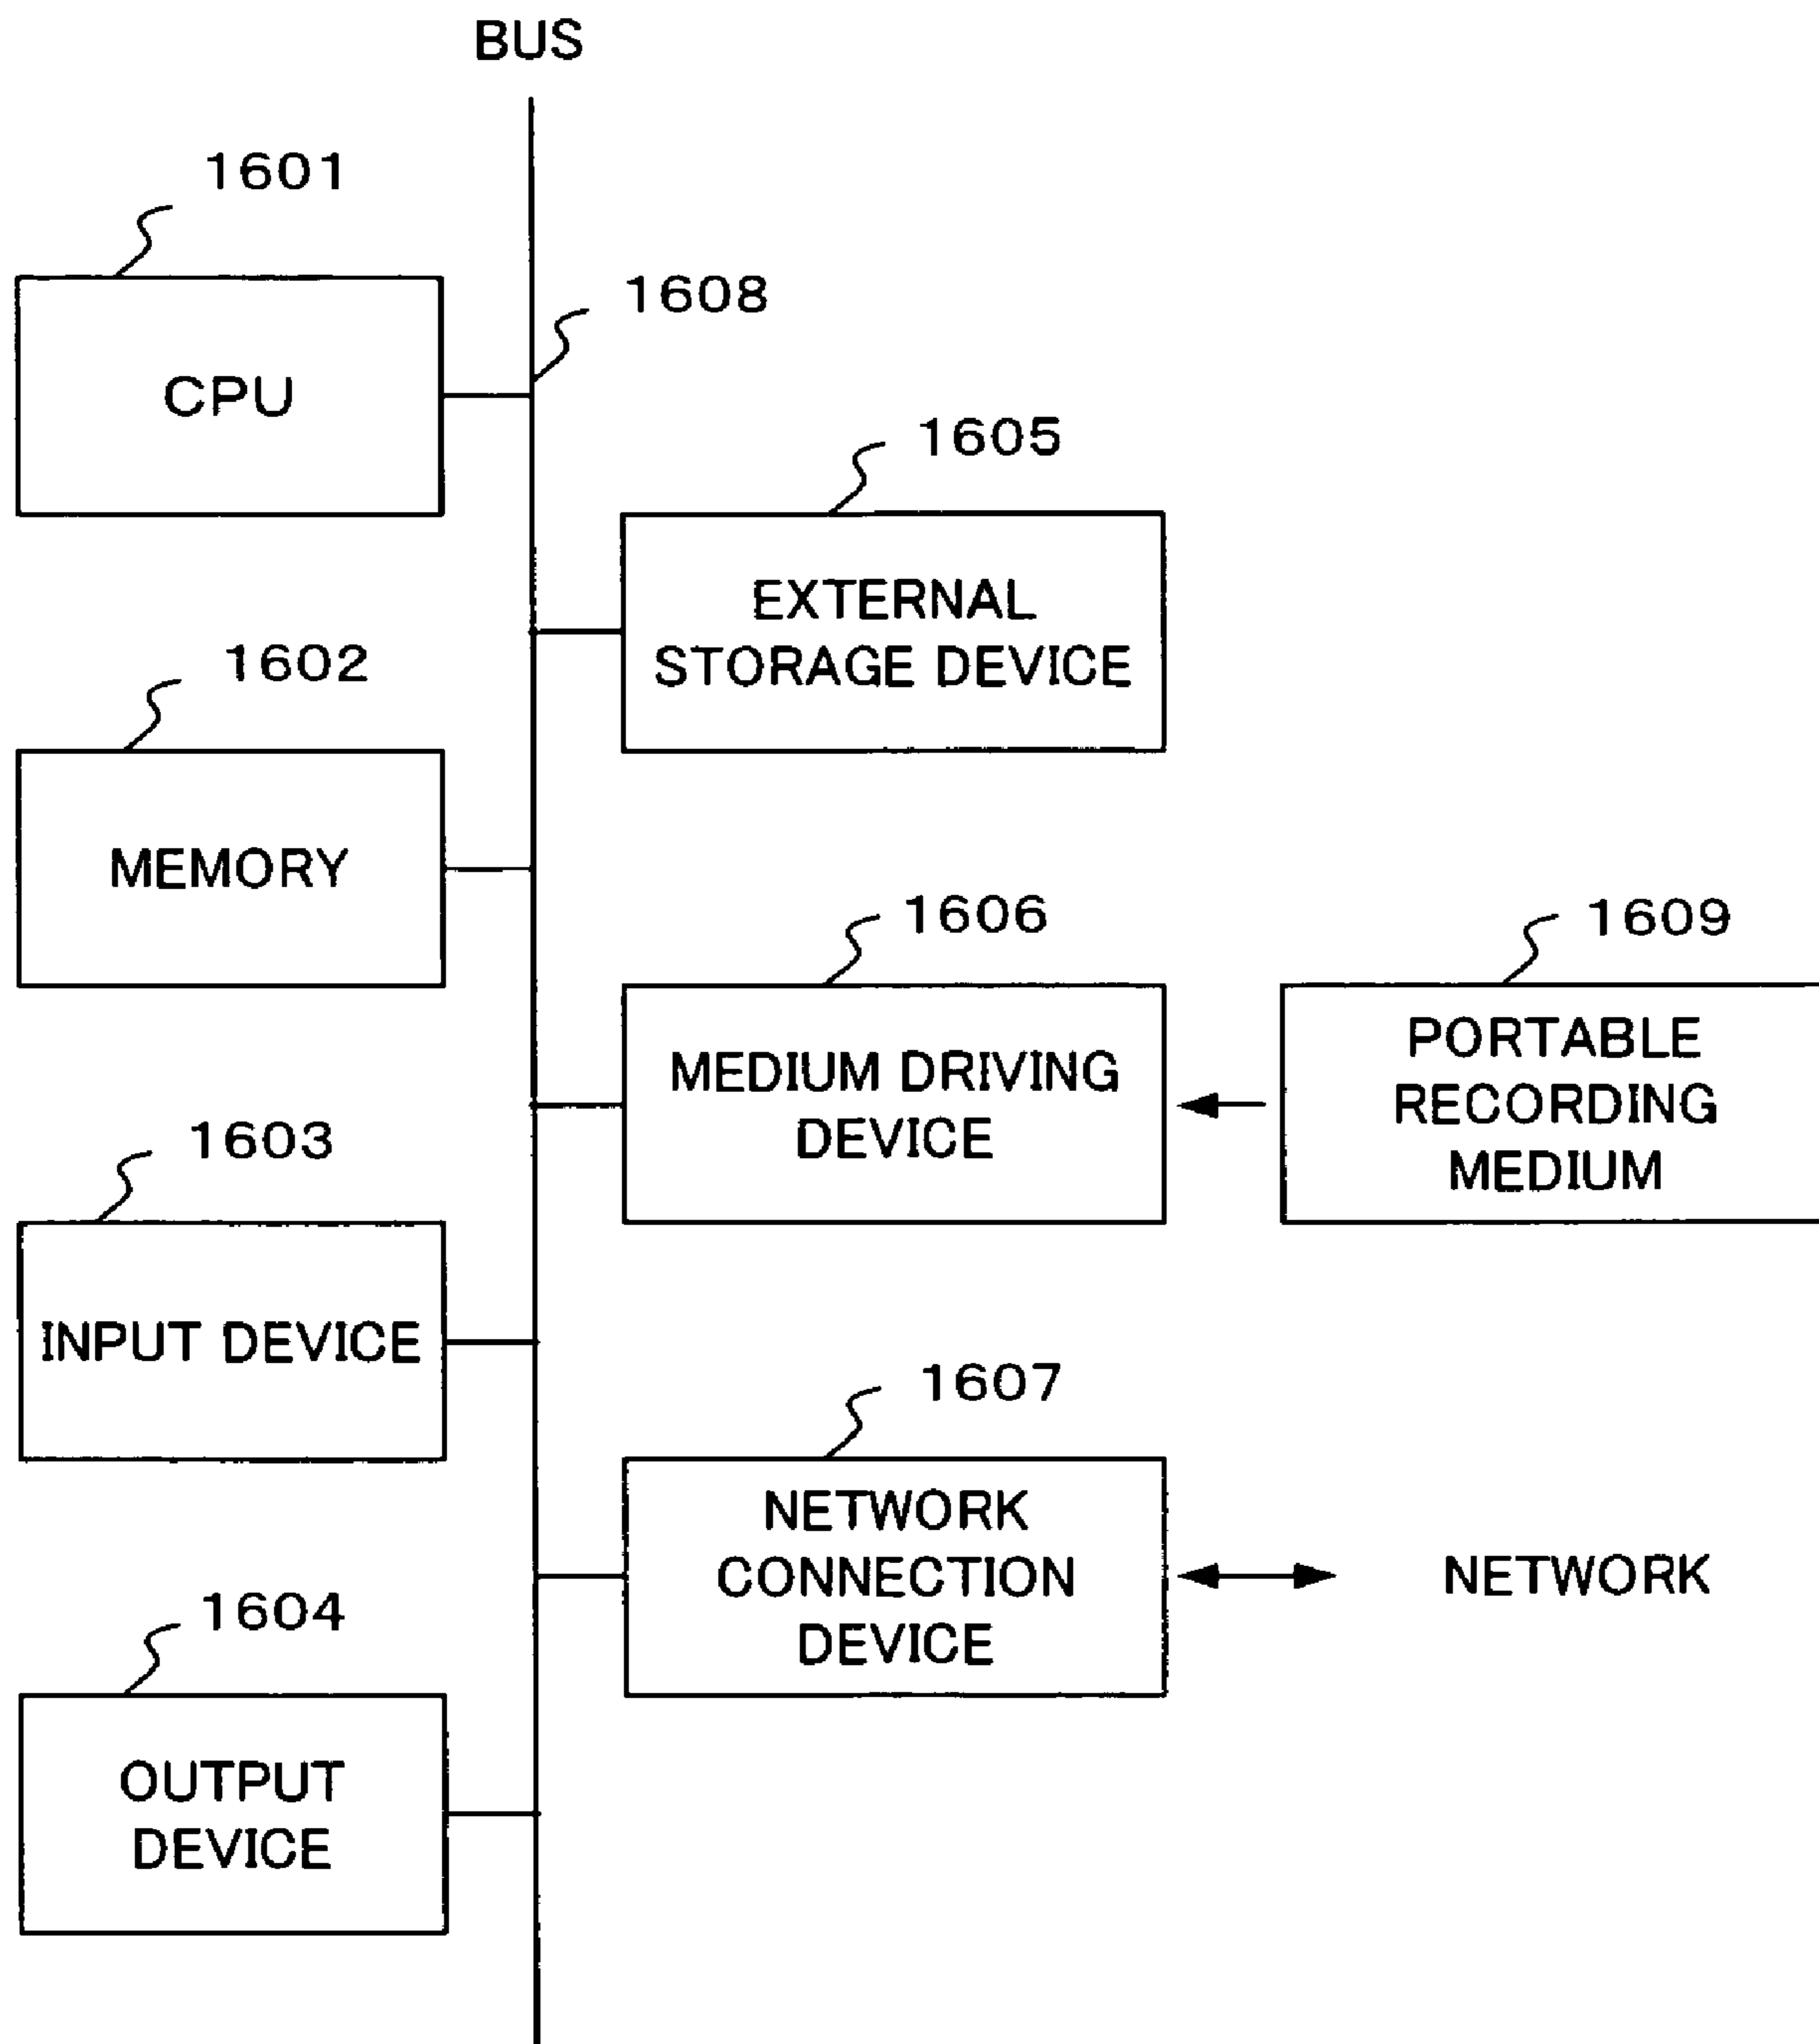 BUS
1601
CPU
1608
1605
EXTERNAL
STORAGE DEVICE
1602
MEMORY
1606
MEDIUM DRIVING
DEVICE
1609
PORTABLE
RECORDING
MEDIUM
1603
INPUT DEVICE
1607
NETWORK
CONNECTION
DEVICE
NETWORK
1604
OUTPUT
DEVICE